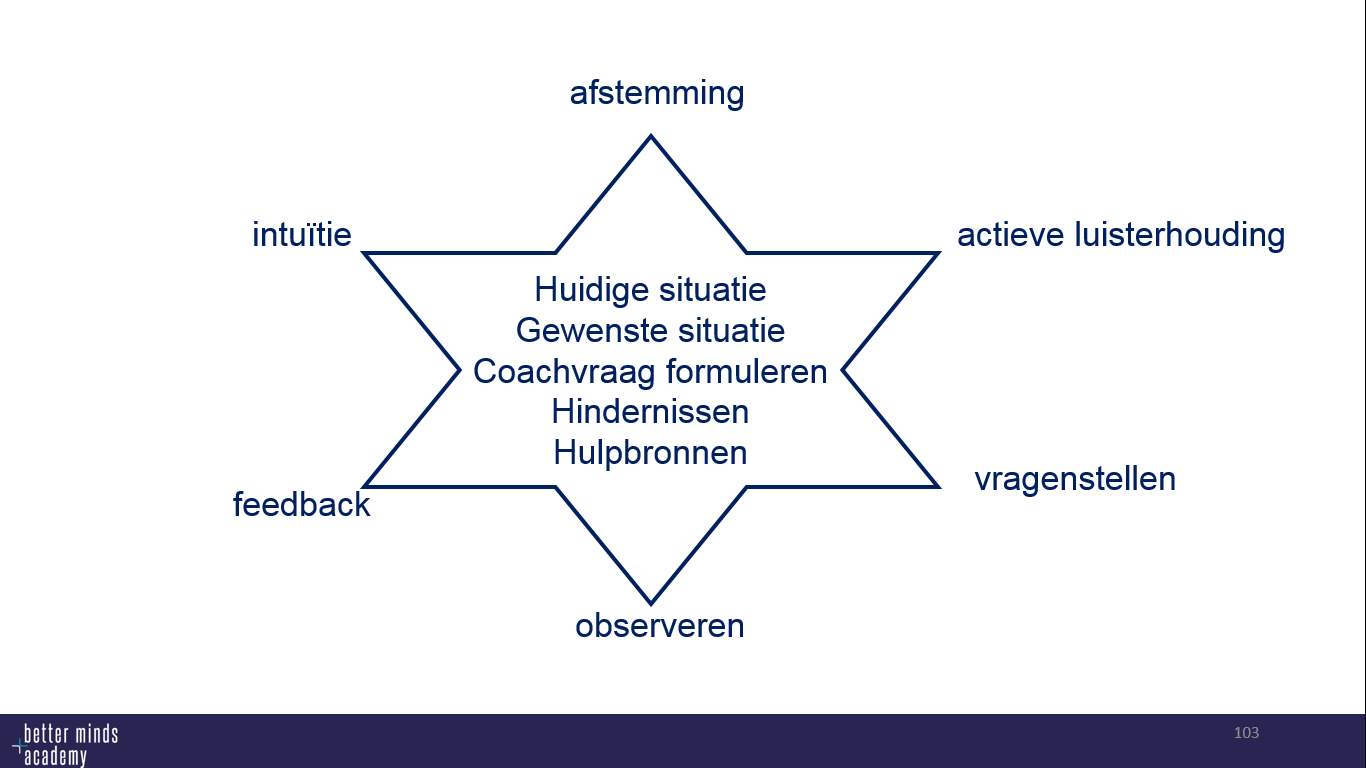 afstemming
intuïtie
actieve luisterhouding
Huidige situatie
Gewenste situatie
Coachvraag formuleren
Hindernissen
Hulpbronnen
feedback
vragenstellen
observeren
better minds
academy
103